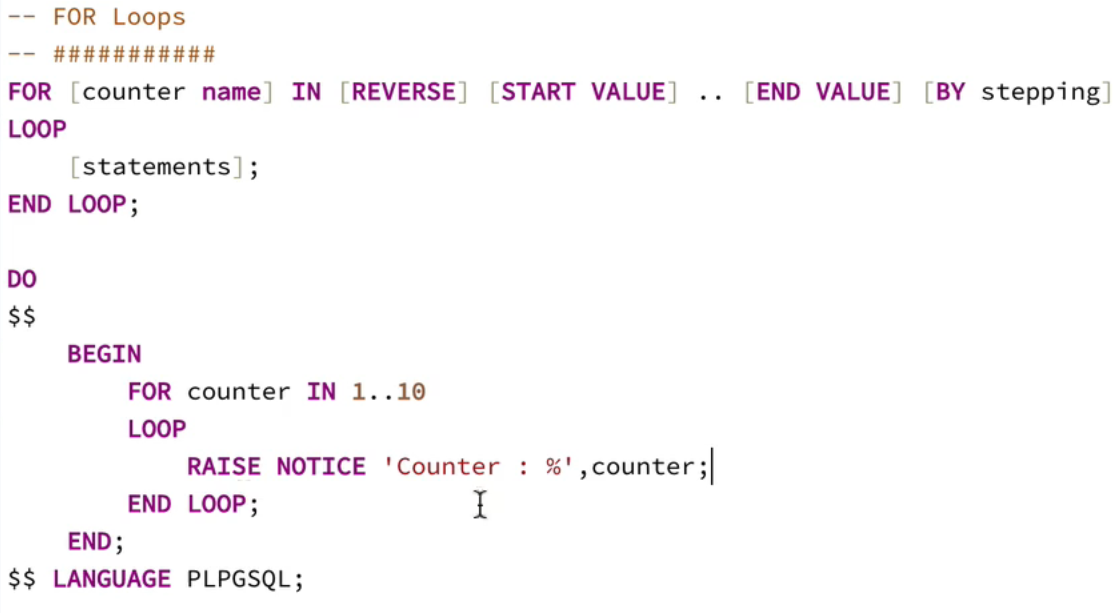 -- FOR Loops
-- ###########
FOR [counter name] IN [REVERSE] [START VALUE] .. [END VALUE] [BY stepping]
LOOP
    [statements];
END LOOP;

DO
$$
    BEGIN
        FOR counter IN 1..10
        LOOP
            RAISE NOTICE 'Counter : %',counter;
        END LOOP;
    END;
$$ LANGUAGE PLPGSQL;